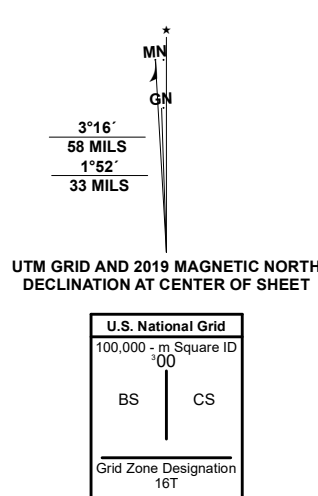 ★
MN
GN
3°16´
58 MILS
1°52´
33 MILS
UTM GRID AND 2019 MAGNETIC NORTH
DECLINATION AT CENTER OF SHEET
U.S. National Grid
100,000 - m Square ID
³00
BS CS
Grid Zone Designation
16T